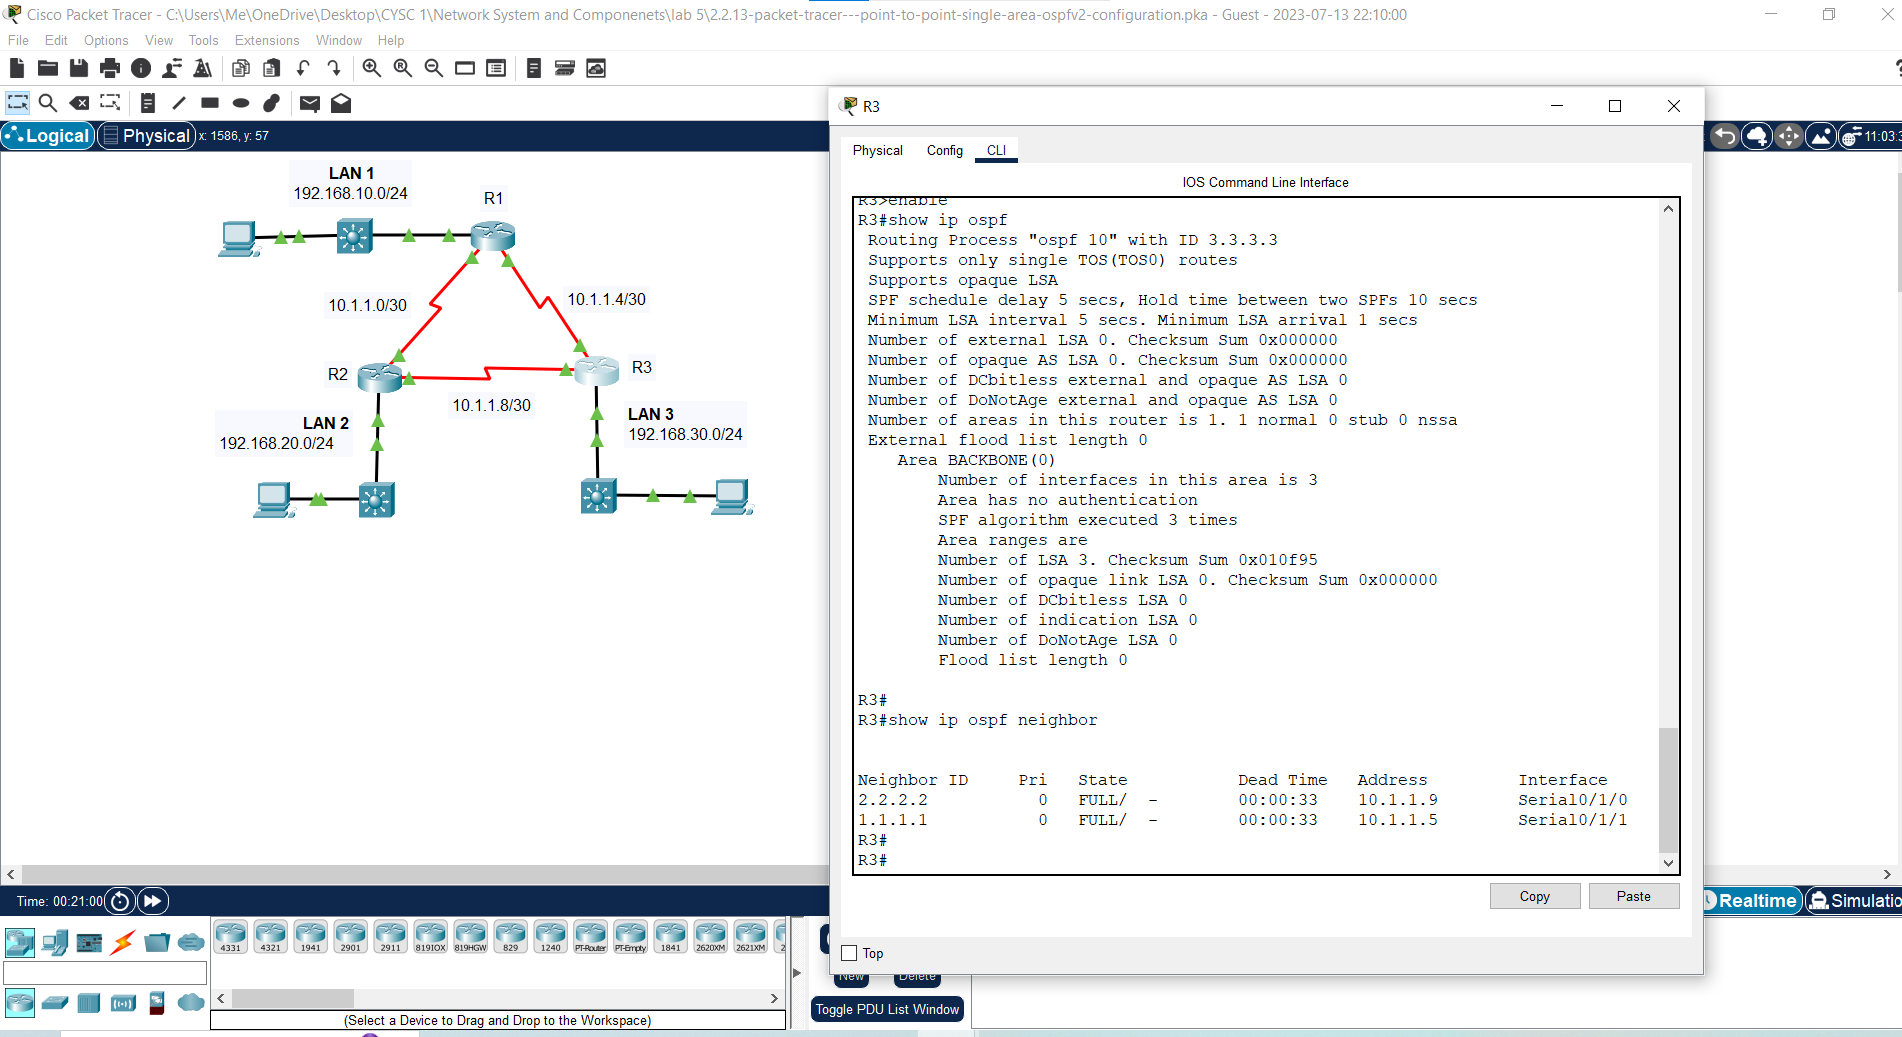 Cisco Packet Tracer - C:\Users\Me\OneDrive\Desktop\CYSC 1\Network System and Componenets\lab 5\2.2.13-packet-tracer---point-to-point-single-area-ospfv2-configuration.pka - Guest - 2023-07-13 22:10:00
File Edit Options View Tools Extensions Window Help
Logical Physical x: 1586, y: 57
11:03:3
LAN 1
192.168.10.0/24
R1
10.1.1.0/30
10.1.1.4/30
R2
R3
10.1.1.8/30
LAN 2
192.168.20.0/24
LAN 3
192.168.30.0/24
R3
Physical Config CLI
IOS Command Line Interface
R3>enable
R3#show ip ospf
Routing Process "ospf 10" with ID 3.3.3.3
Supports only single TOS(TOS0) routes
Supports opaque LSA
SPF schedule delay 5 secs, Hold time between two SPFs 10 secs
Minimum LSA interval 5 secs. Minimum LSA arrival 1 secs
Number of external LSA 0. Checksum Sum 0x000000
Number of opaque AS LSA 0. Checksum Sum 0x000000
Number of DCbitless external and opaque AS LSA 0
Number of DoNotAge external and opaque AS LSA 0
Number of areas in this router is 1. 1 normal 0 stub 0 nssa
External flood list length 0
Area BACKBONE(0)
Number of interfaces in this area is 3
Area has no authentication
SPF algorithm executed 3 times
Area ranges are
Number of LSA 3. Checksum Sum 0x010f95
Number of opaque link LSA 0. Checksum Sum 0x000000
Number of DCbitless LSA 0
Number of indication LSA 0
Number of DoNotAge LSA 0
Flood list length 0
R3#
R3#show ip ospf neighbor
Neighbor ID Pri State Dead Time Address Interface
2.2.2.2 0 FULL/ - 00:00:33 10.1.1.9 Serial0/1/0
1.1.1.1 0 FULL/ - 00:00:33 10.1.1.5 Serial0/1/1
R3#
R3#
Copy Paste
Top
Time: 00:21:00
Realtime Simulatio
4331 4321 1941 2901 2911 819IOX 819HGW 829 1240 PT-Router PT-Empty 1841 2620XM 2621XM 2
New Delete
Toggle PDU List Window
(Select a Device to Drag and Drop to the Workspace)